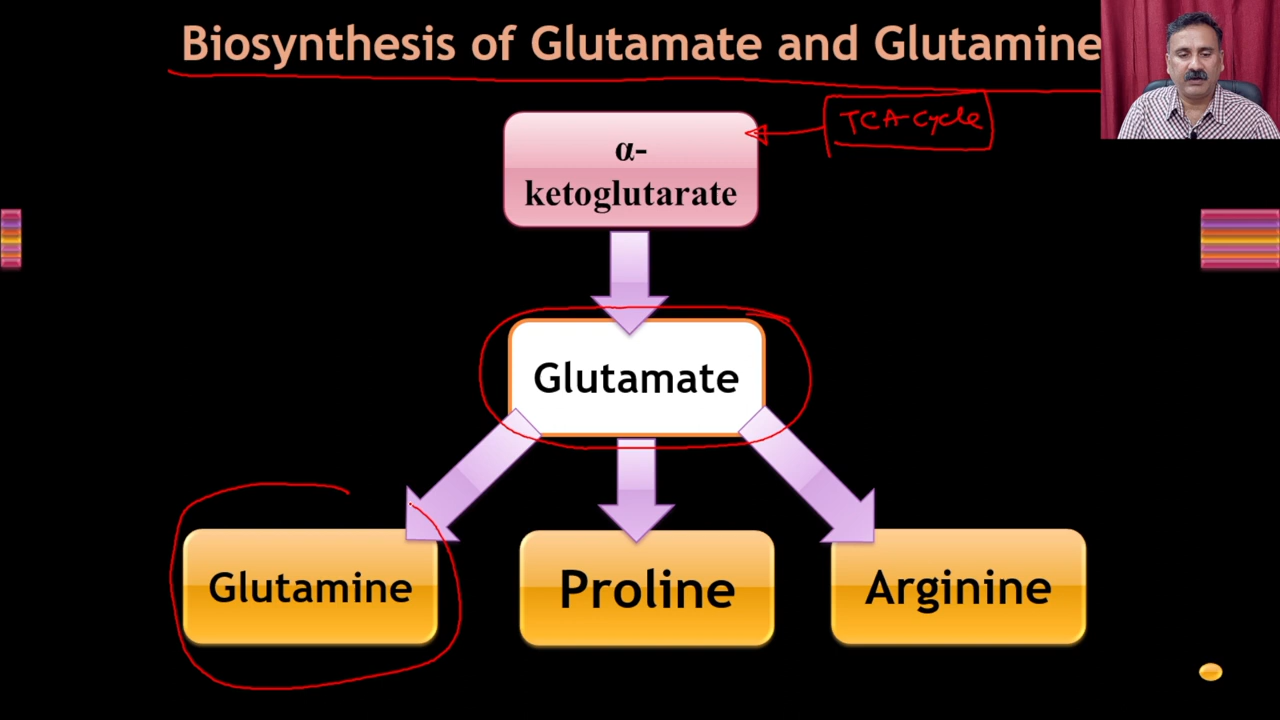 Biosynthesis of Glutamate and Glutamine
TCA-Cycle
α-
ketoglutarate
Glutamate
Glutamine
Proline
Arginine